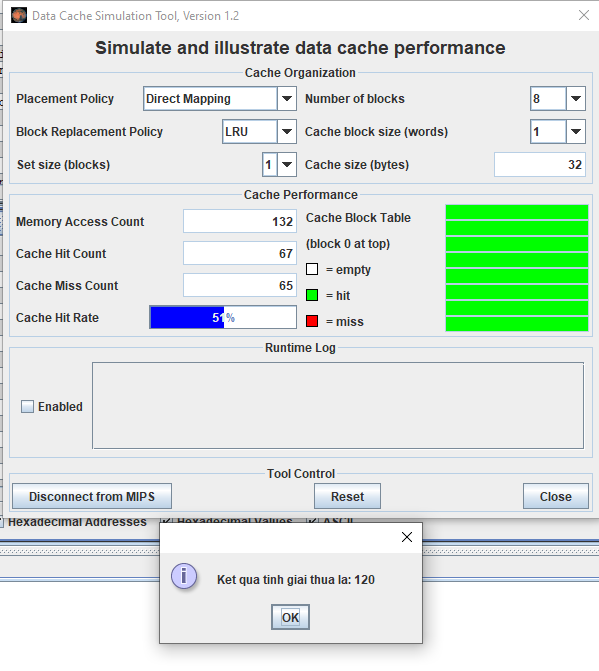 Data Cache Simulation Tool, Version 1.2
Simulate and illustrate data cache performance
Cache Organization
Placement Policy Direct Mapping Number of blocks 8
Block Replacement Policy LRU Cache block size (words) 1
Set size (blocks) 1 Cache size (bytes) 32
Cache Performance
Memory Access Count 132 Cache Block Table
Cache Hit Count 67 (block 0 at top)
= empty
Cache Miss Count 65 = hit
Cache Hit Rate 51% = miss
Runtime Log
Enabled
Tool Control
Disconnect from MIPS Reset Close
Hexadecimal Addresses Hexadecimal Values ASCII
Ket qua tinh giai thua la: 120
OK